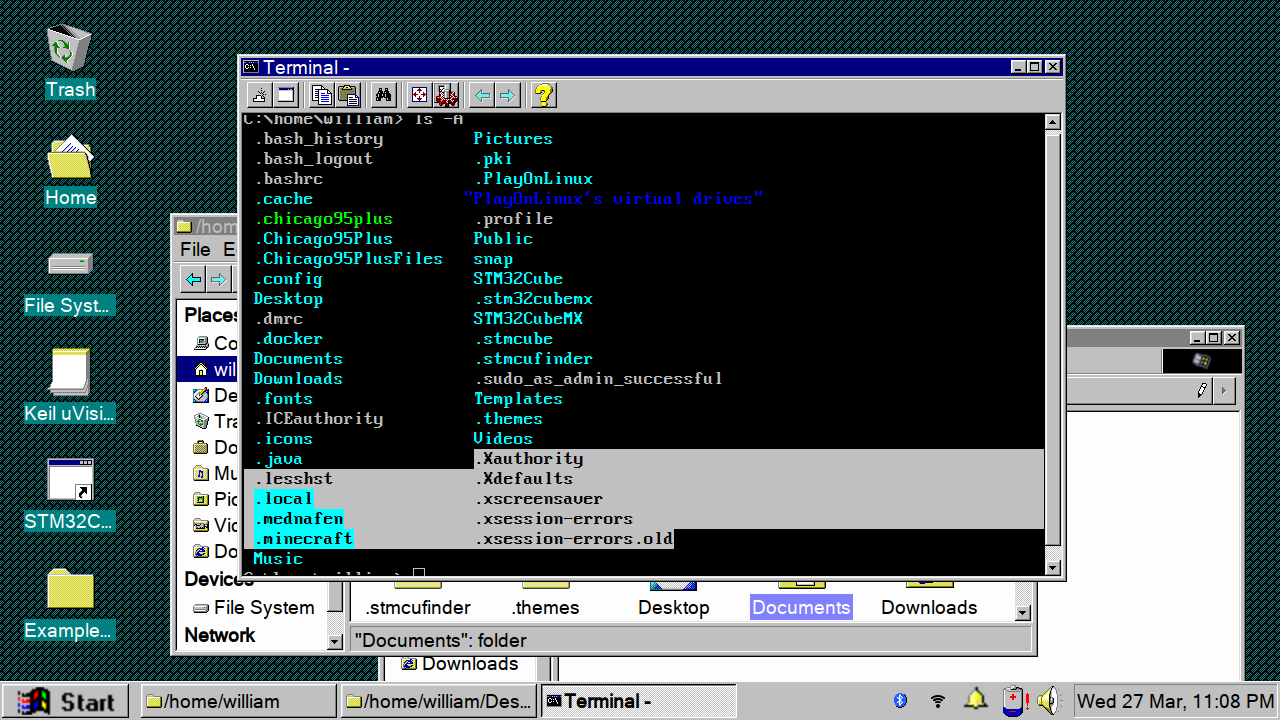 Trash
Home
File Syst...
Keil uVisi...
STM32C...
Example...
Terminal -
C:\home\william> ls -A
.bash_history Pictures
.bash_logout .pki
.bashrc .PlayOnLinux
.cache "PlayOnLinux's virtual drives"
.chicago95plus .profile
.Chicago95Plus Public
.Chicago95PlusFiles snap
.config STM32Cube
Desktop .stm32cubemx
.dmrc STM32CubeMX
.docker .stmcube
Documents .stmcufinder
Downloads .sudo_as_admin_successful
.fonts Templates
.ICEauthority .themes
.icons Videos
.java .Xauthority
.lesshst .Xdefaults
.local .xscreensaver
.mednafen .xsession-errors
.minecraft .xsession-errors.old
Music
/hom
File E
Places
Co
wil
De
Tra
Do
Mu
Pic
Vid
Do
Devices
File System
Network
.stmcufinder .themes Desktop Documents Downloads
"Documents": folder
Downloads
Start /home/william /home/william/Des... Terminal - Wed 27 Mar, 11:08 PM